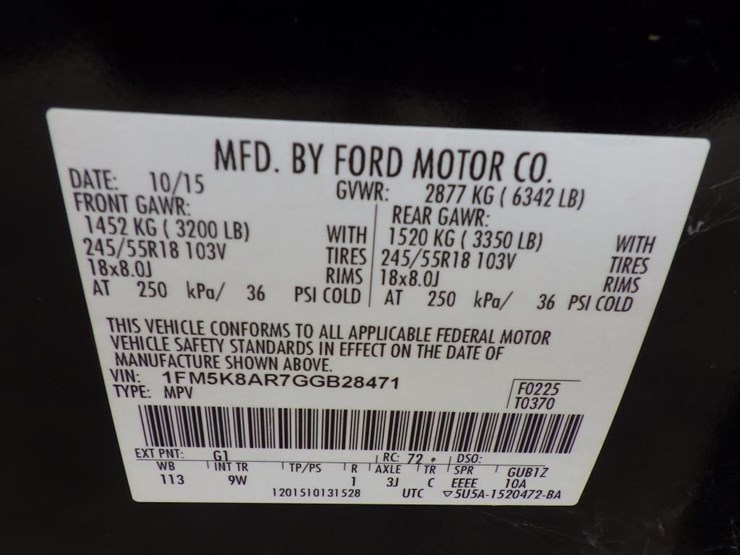 MFD. BY FORD MOTOR CO.
DATE: 10/15 GVWR: 2877 KG ( 6342 LB)
FRONT GAWR: REAR GAWR:
1452 KG ( 3200 LB) WITH 1520 KG ( 3350 LB) WITH
245/55R18 103V TIRES 245/55R18 103V TIRES
18x8.0J RIMS 18x8.0J RIMS
AT 250 kPa/ 36 PSI COLD AT 250 kPa/ 36 PSI COLD
THIS VEHICLE CONFORMS TO ALL APPLICABLE FEDERAL MOTOR
VEHICLE SAFETY STANDARDS IN EFFECT ON THE DATE OF
MANUFACTURE SHOWN ABOVE.
VIN: 1FM5K8AR7GGB28471 F0225
TYPE: MPV T0370
EXT PNT: G1 RC: 72 DSO:
WB INT TR TP/PS R AXLE TR SPR GUB1Z
113 9W 1 3J C EEEE 10A
1201510131528 UTC ▽5U5A-1520472-BA